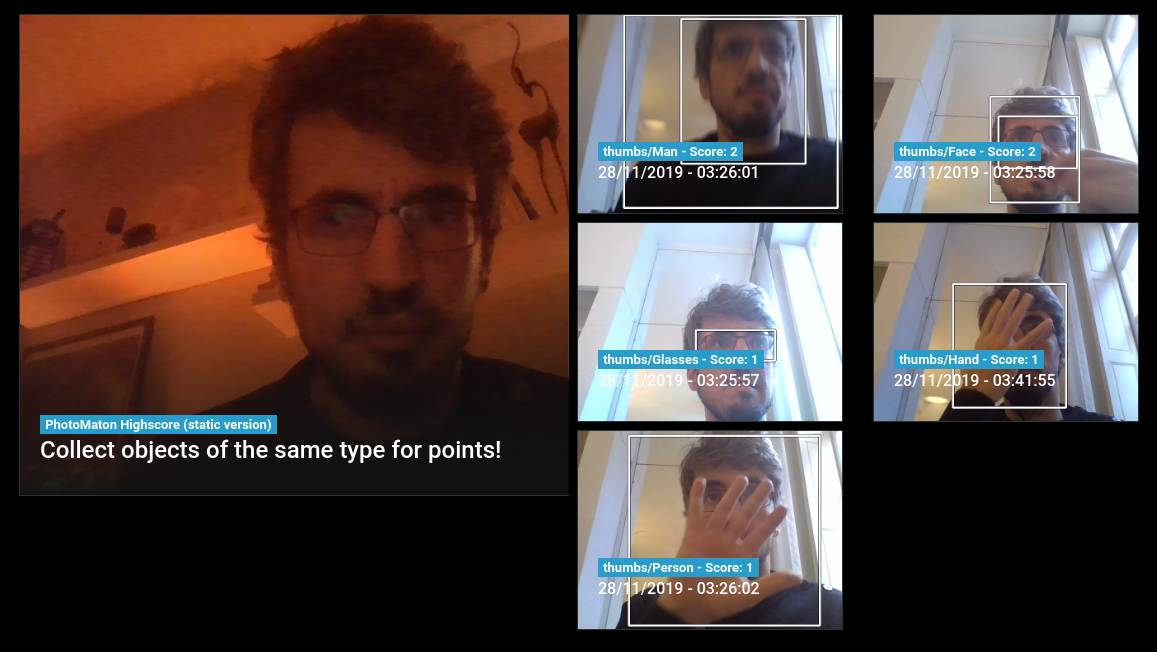 PhotoMaton Highscore (static version)
Collect objects of the same type for points!
thumbs/Man - Score: 2
28/11/2019 - 03:26:01
thumbs/Face - Score: 2
28/11/2019 - 03:25:58
thumbs/Glasses - Score: 1
28/11/2019 - 03:25:57
thumbs/Hand - Score: 1
28/11/2019 - 03:41:55
thumbs/Person - Score: 1
28/11/2019 - 03:26:02